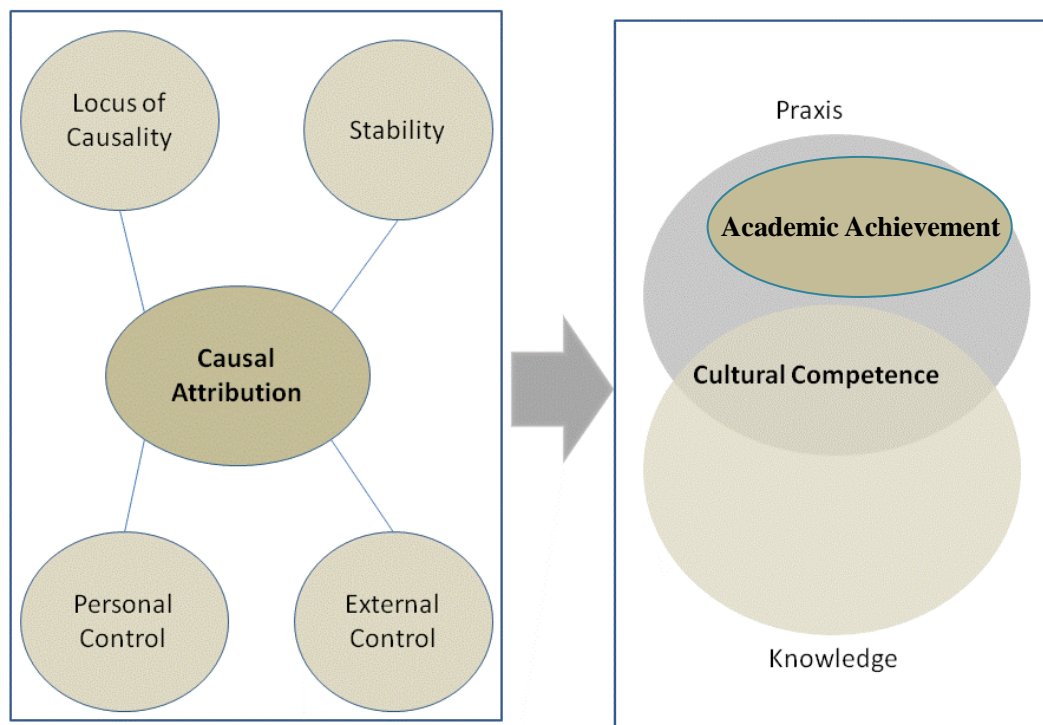 Locus of
Causality
Stability
Causal
Attribution
Personal
Control
External
Control
Praxis
Academic Achievement
Cultural Competence
Knowledge